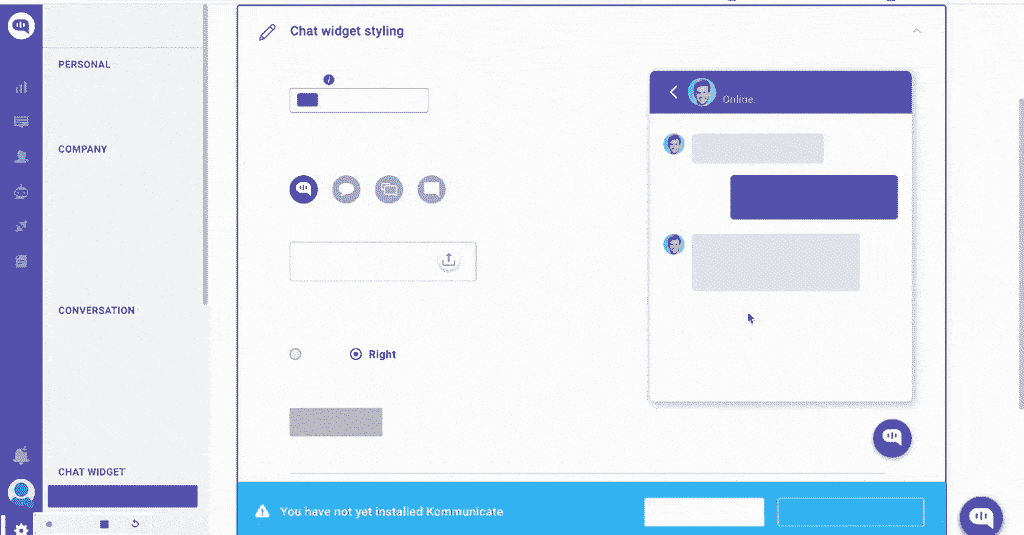 Chat widget styling
PERSONAL
COMPANY
CONVERSATION
CHAT WIDGET
Online
Right
You have not yet installed Kommunicate